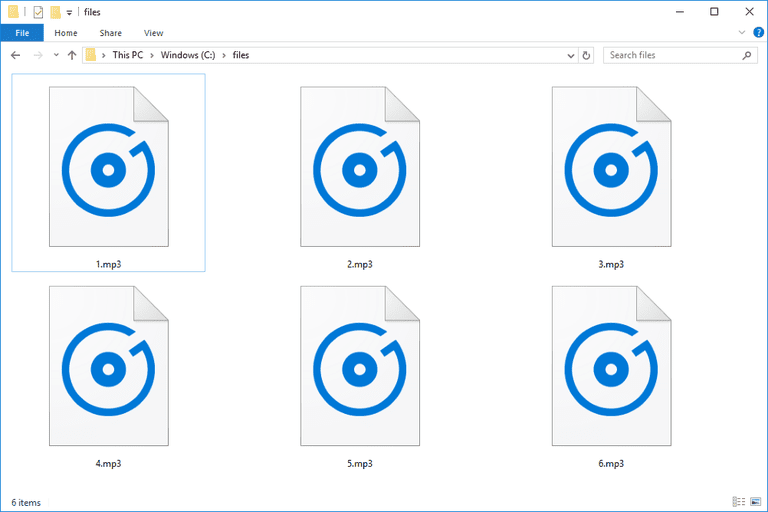 files
File Home Share View
This PC Windows (C:) files Search files
1.mp3 2.mp3 3.mp3
4.mp3 5.mp3 6.mp3
6 items